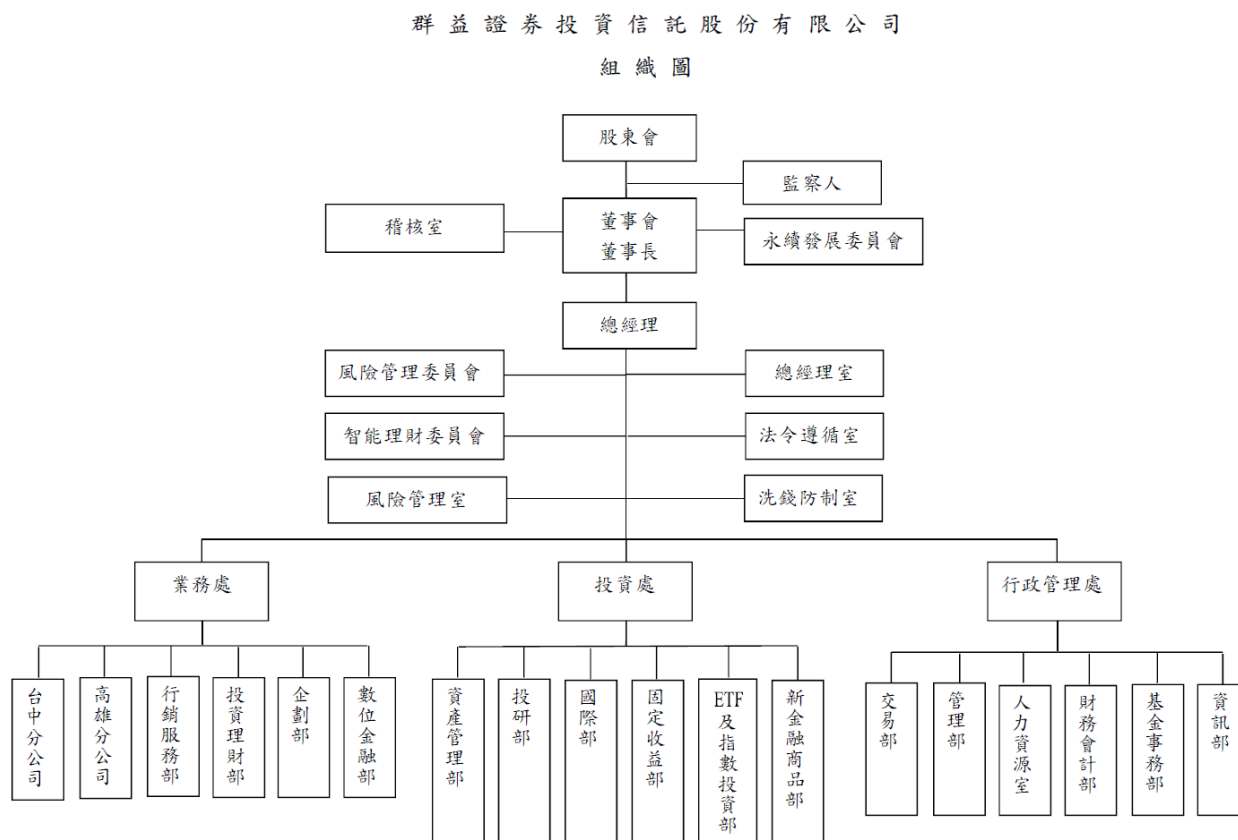 群益證券投資信託股份有限公司
組織圖
股東會
監察人
稽核室
董事會
董事長
永續發展委員會
總經理
風險管理委員會
總經理室
智能理財委員會
法令遵循室
風險管理室
洗錢防制室
業務處
投資處
行政管理處
台中分公司
高雄分公司
行銷服務部
投資理財部
企劃部
數位金融部
資產管理部
投研部
國際部
固定收益部
ETF及指數投資部
新金融商品部
交易部
管理部
人力資源室
財務會計部
基金事務部
資訊部